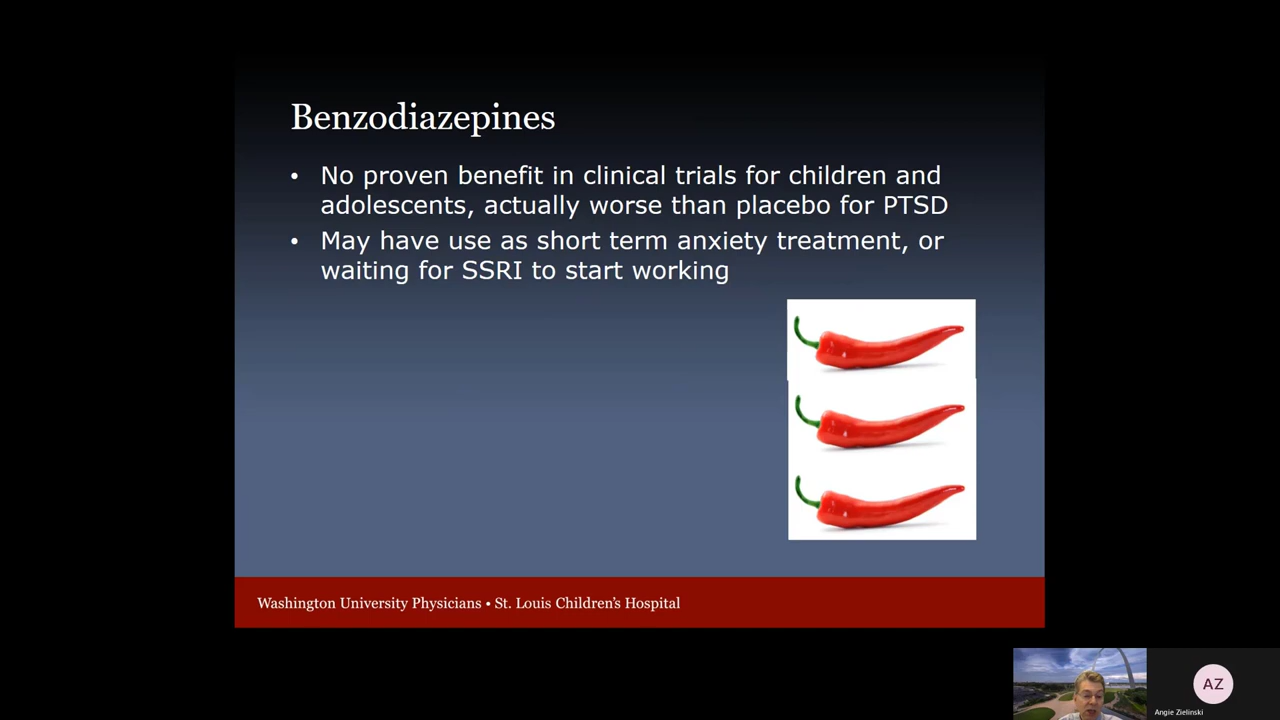 Benzodiazepines
• No proven benefit in clinical trials for children and
adolescents, actually worse than placebo for PTSD
• May have use as short term anxiety treatment, or
waiting for SSRI to start working
Washington University Physicians • St. Louis Children's Hospital
AZ
Angie Zielinski